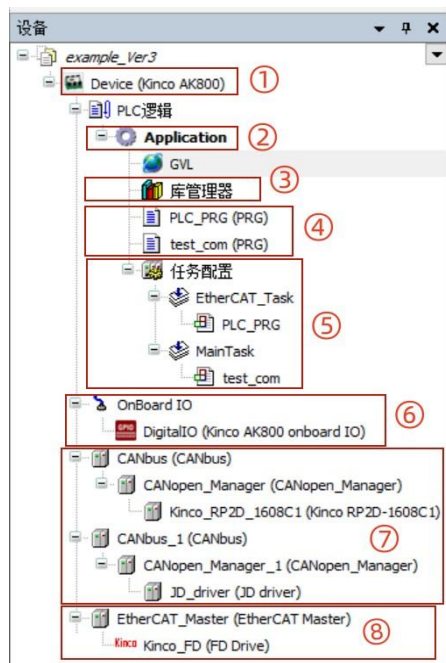 设备
example_Ver3
Device (Kinco AK800) ①
PLC逻辑
Application ②
GVL
库管理器 ③
PLC_PRG (PRG) ④
test_com (PRG)
任务配置
EtherCAT_Task
PLC_PRG ⑤
MainTask
test_com
OnBoard IO ⑥
GPIO DigitalIO (Kinco AK800 onboard IO)
CANbus (CANbus)
CANopen_Manager (CANopen_Manager)
Kinco_RP2D_1608C1 (Kinco RP2D-1608C1)
CANbus_1 (CANbus) ⑦
CANopen_Manager_1 (CANopen_Manager)
JD_driver (JD driver)
EtherCAT_Master (EtherCAT Master) ⑧
Kinco Kinco_FD (FD Drive)